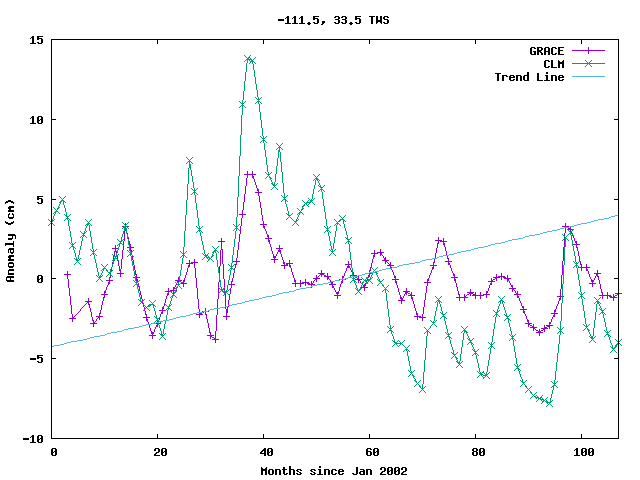 -111.5, 33.5 TWS
GRACE
CLM
Trend Line
15
10
5
0
-5
-10
Anomaly (cm)
0 20 40 60 80 100
Months since Jan 2002